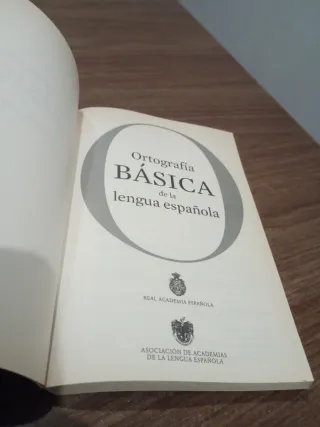 Ortografía
BÁSICA
de la
lengua española
REAL ACADEMIA ESPAÑOLA
ASOCIACIÓN DE ACADEMIAS
DE LA LENGUA ESPAÑOLA